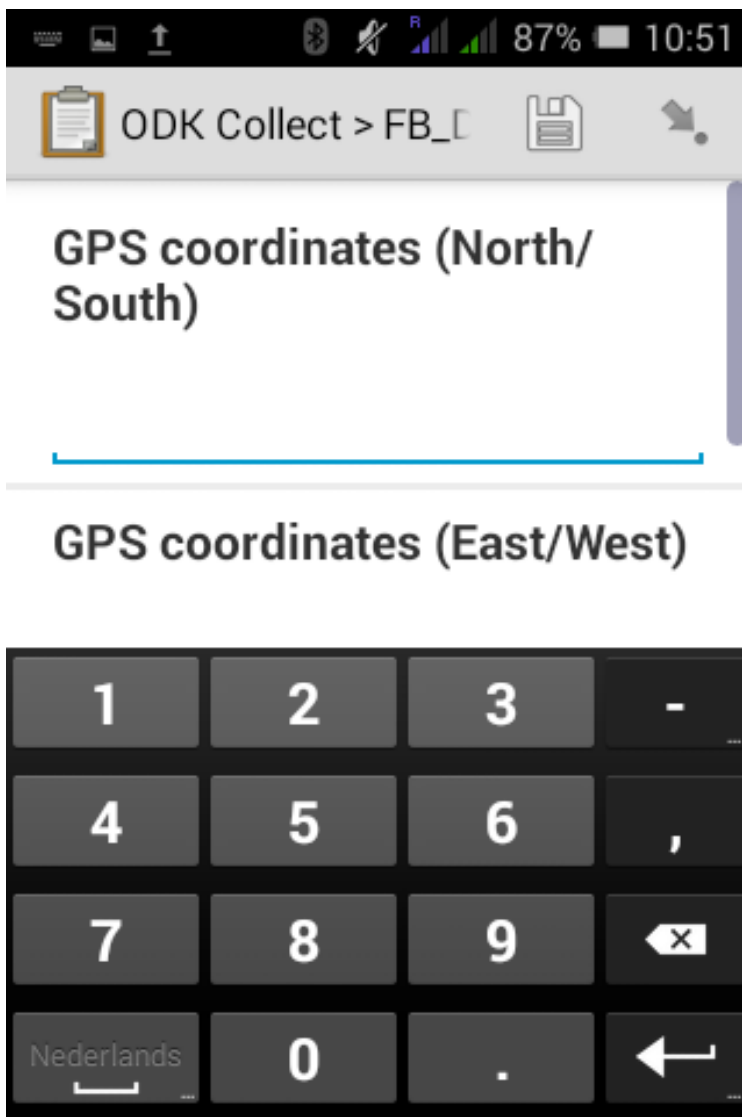 R
87% 10:51
ODK Collect > FB_
GPS coordinates (North/
South)
GPS coordinates (East/West)
1 2 3 -
4 5 6 ,
7 8 9
Nederlands 0 .